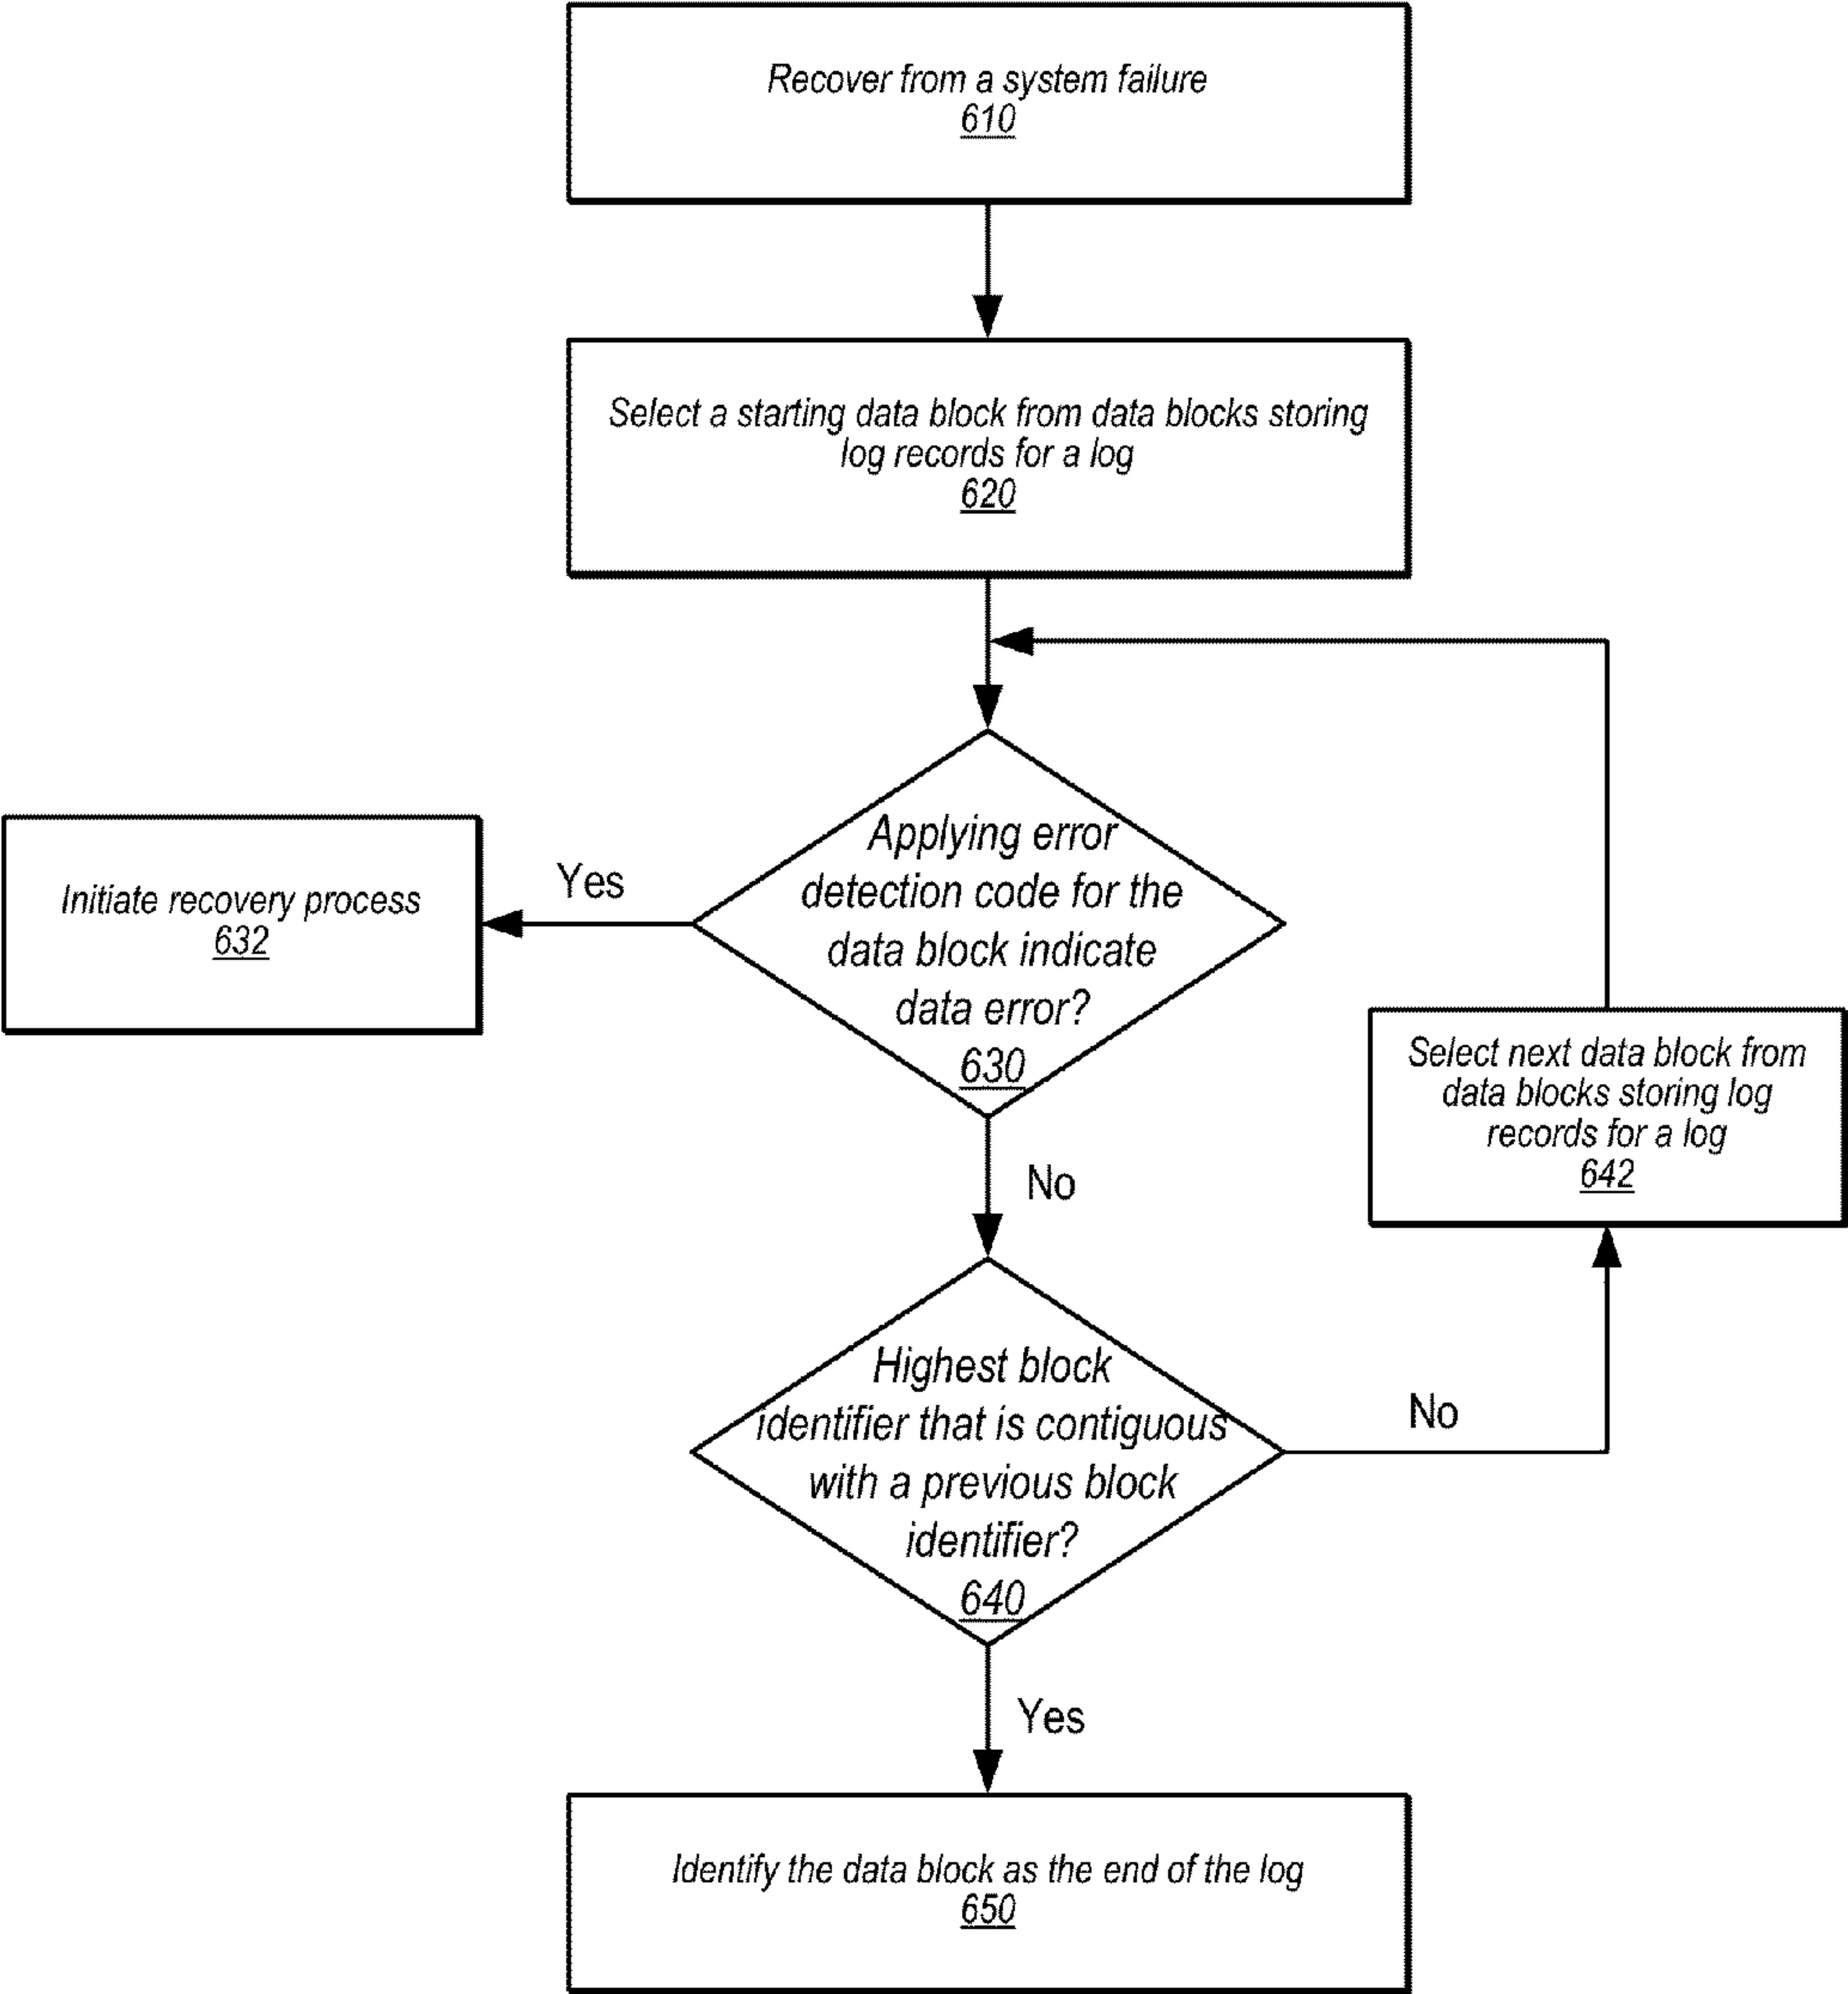 Recover from a system failure
610
Select a starting data block from data blocks storing
log records for a log
620
Applying error
detection code for the
data block indicate
data error?
630
Yes
Initiate recovery process
632
No
Select next data block from
data blocks storing log
records for a log
642
Highest block
identifier that is contiguous
with a previous block
identifier?
640
No
Yes
Identify the data block as the end of the log
650